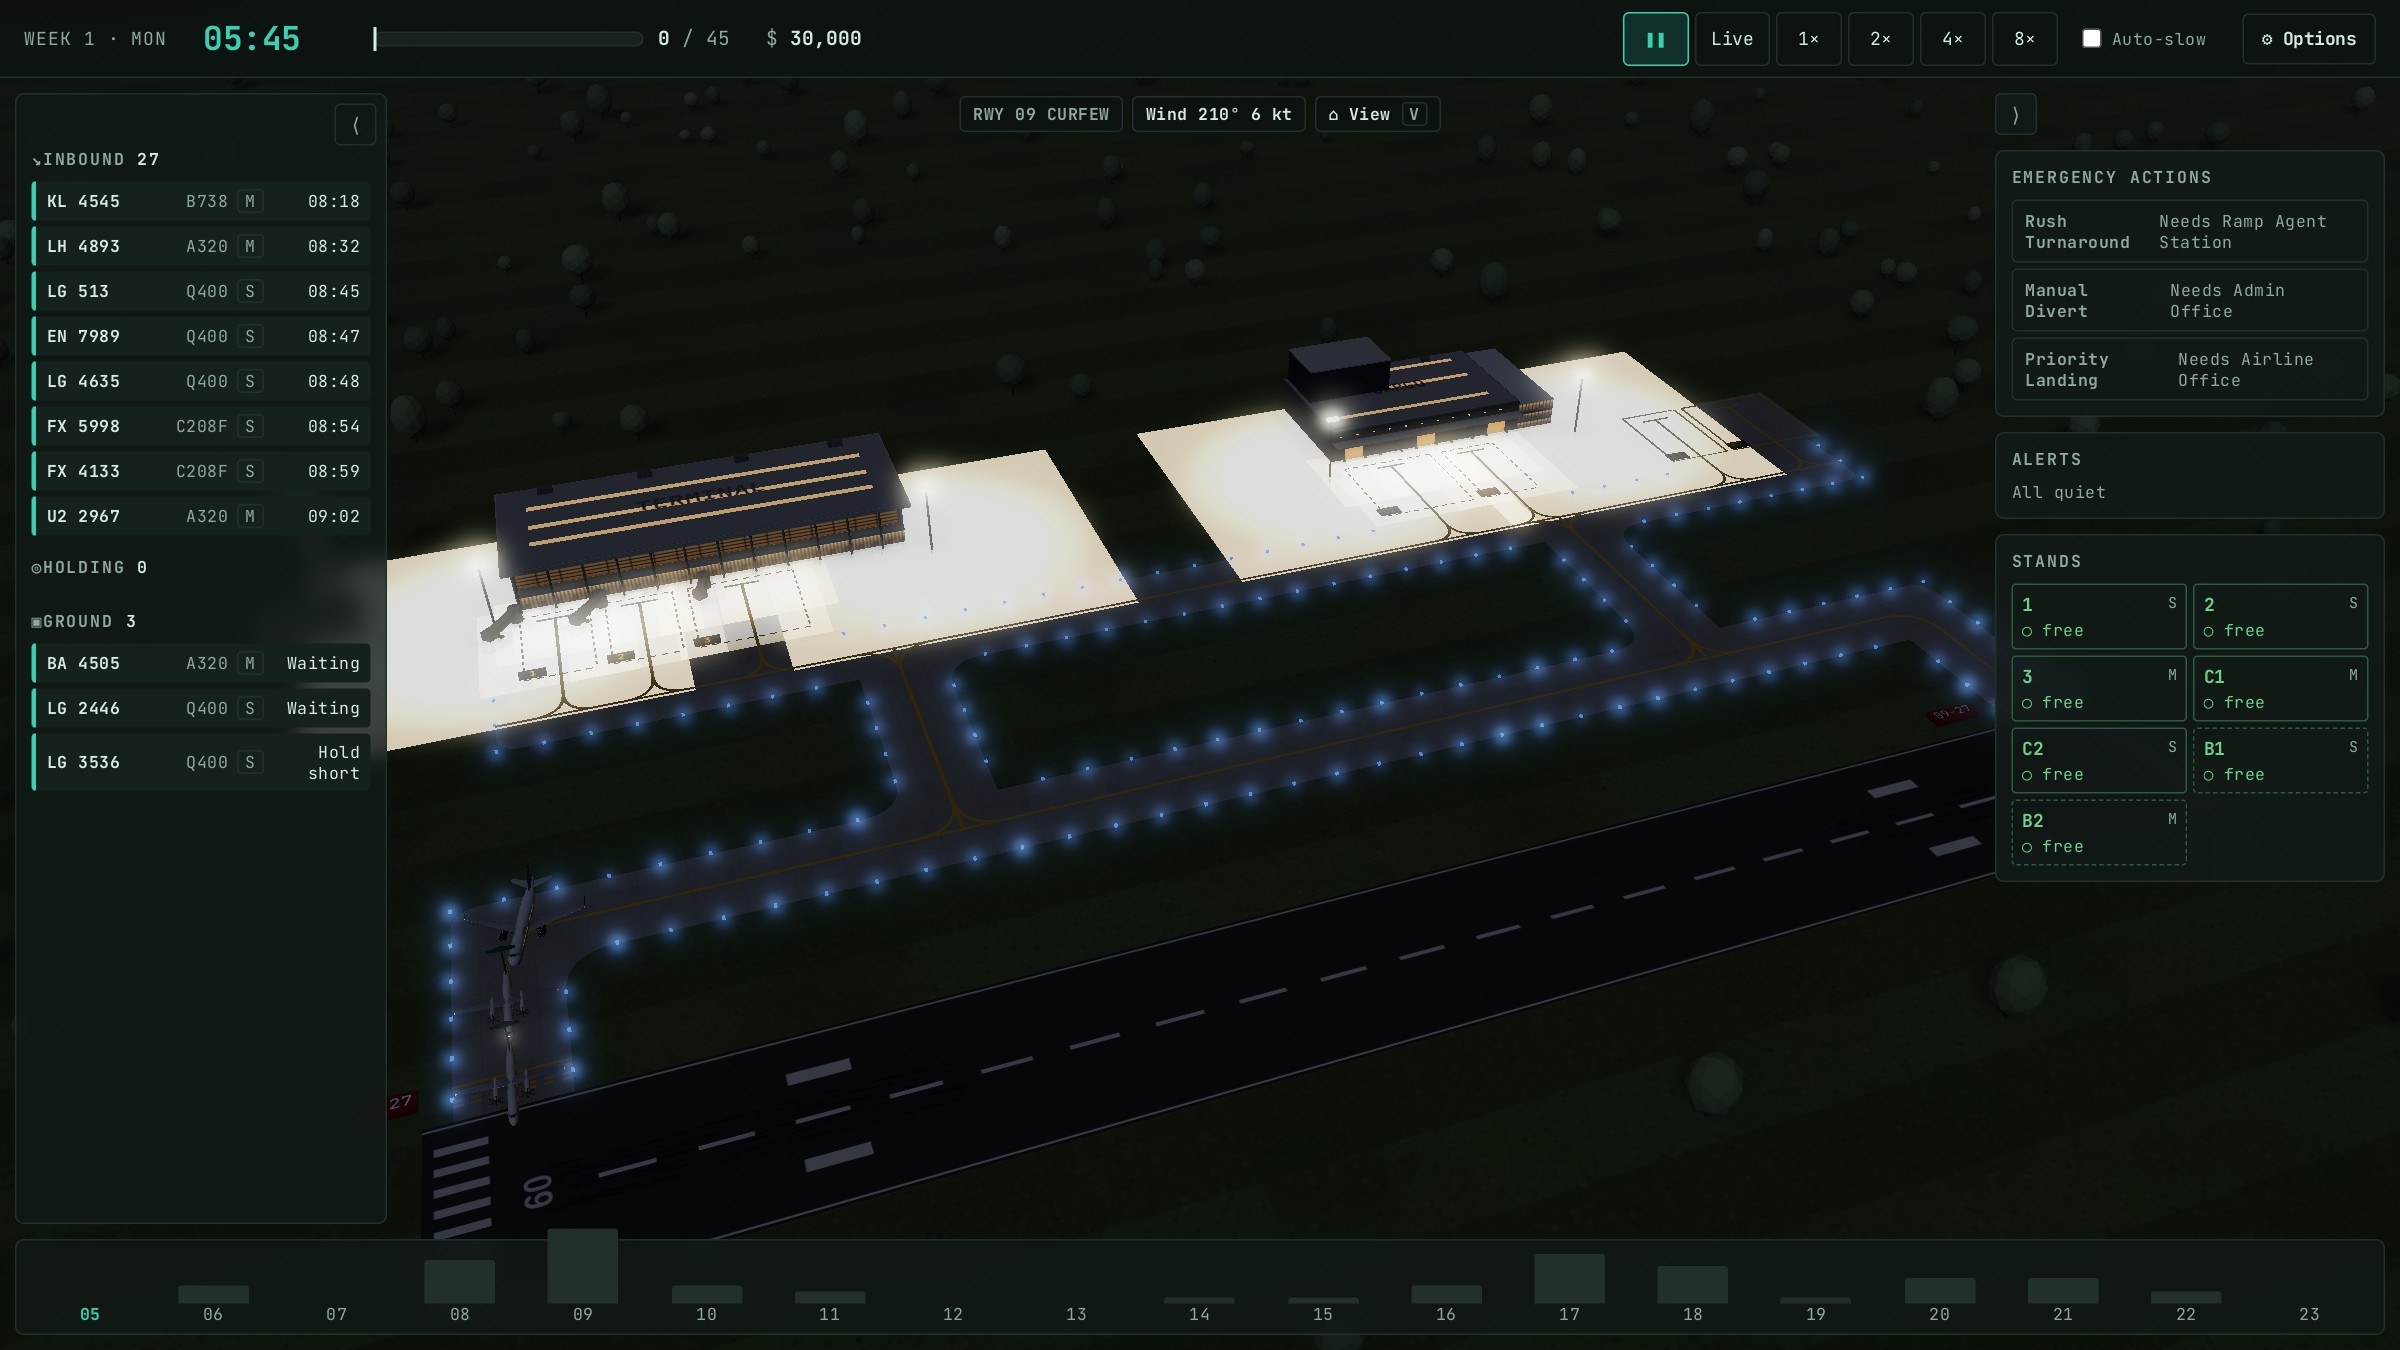 WEEK 1 · MON 05:45 0 / 45 $ 30,000 Live 1× 2× 4× 8× Auto-slow ⚙ Options
RWY 09 CURFEW Wind 210° 6 kt ⌂ View V
↘INBOUND 27
KL 4545 B738 M 08:18
LH 4893 A320 M 08:32
LG 513 Q400 S 08:45
EN 7989 Q400 S 08:47
LG 4635 Q400 S 08:48
FX 5998 C208F S 08:54
FX 4133 C208F S 08:59
U2 2967 A320 M 09:02
◎HOLDING 0
▣GROUND 3
BA 4505 A320 M Waiting
LG 2446 Q400 S Waiting
LG 3536 Q400 S Hold short
TERMINAL
1
2
3
09-27
27
09
EMERGENCY ACTIONS
Rush Turnaround Needs Ramp Agent Station
Manual Divert Needs Admin Office
Priority Landing Needs Airline Office
ALERTS
All quiet
STANDS
1 S
○ free
2 S
○ free
3 M
○ free
C1 M
○ free
C2 S
○ free
B1 S
○ free
B2 M
○ free
05 06 07 08 09 10 11 12 13 14 15 16 17 18 19 20 21 22 23